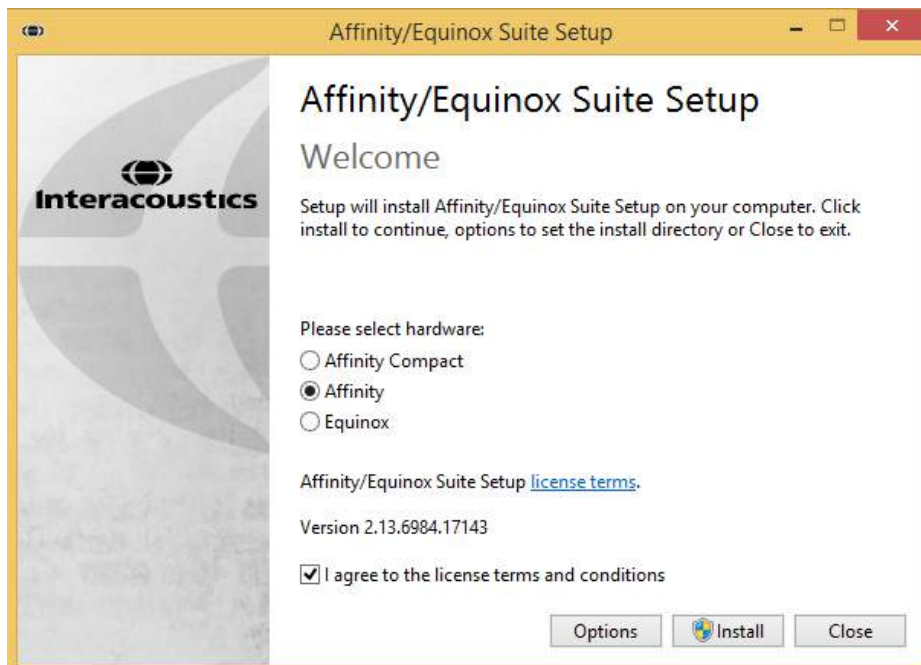 Affinity/Equinox Suite Setup
Affinity/Equinox Suite Setup
Interacoustics
Welcome
Setup will install Affinity/Equinox Suite Setup on your computer. Click
install to continue, options to set the install directory or Close to exit.
Please select hardware:
Affinity Compact
Affinity
Equinox
Affinity/Equinox Suite Setup license terms.
Version 2.13.6984.17143
I agree to the license terms and conditions
Options
Install
Close